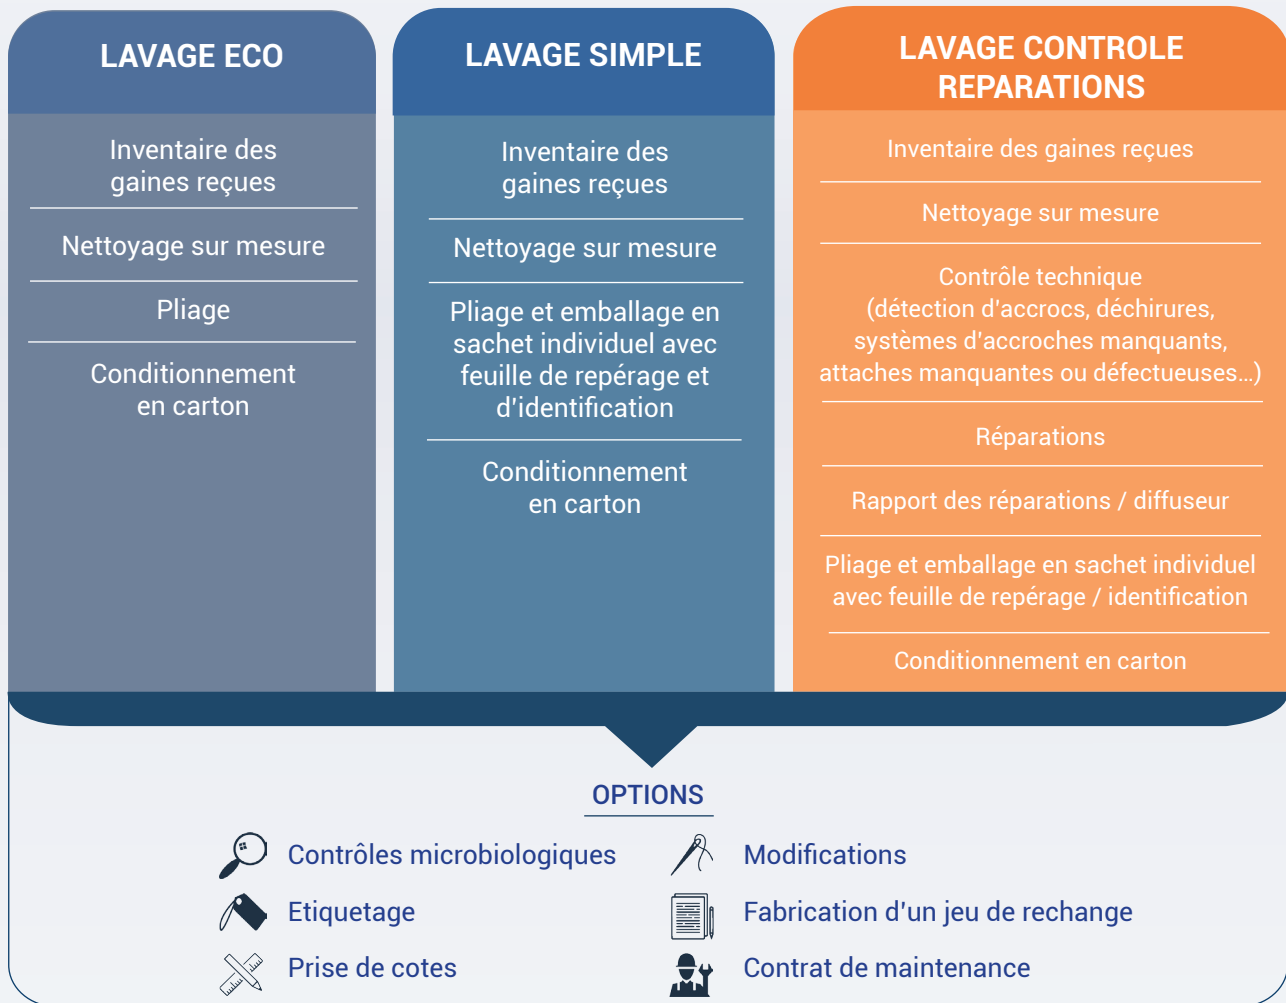 LAVAGE ECO
Inventaire des
gaines reçues
Nettoyage sur mesure
Pliage
Conditionnement
en carton
LAVAGE SIMPLE
Inventaire des
gaines reçues
Nettoyage sur mesure
Pliage et emballage en
sachet individuel avec
feuille de repérage et
d'identification
Conditionnement
en carton
LAVAGE CONTROLE
REPARATIONS
Inventaire des gaines reçues
Nettoyage sur mesure
Contrôle technique
(détection d'accrocs, déchirures,
systèmes d'accroches manquants,
attaches manquantes ou défectueuses...)
Réparations
Rapport des réparations / diffuseur
Pliage et emballage en sachet individuel
avec feuille de repérage / identification
Conditionnement en carton
OPTIONS
Contrôles microbiologiques
Etiquetage
Prise de cotes
Modifications
Fabrication d'un jeu de rechange
Contrat de maintenance